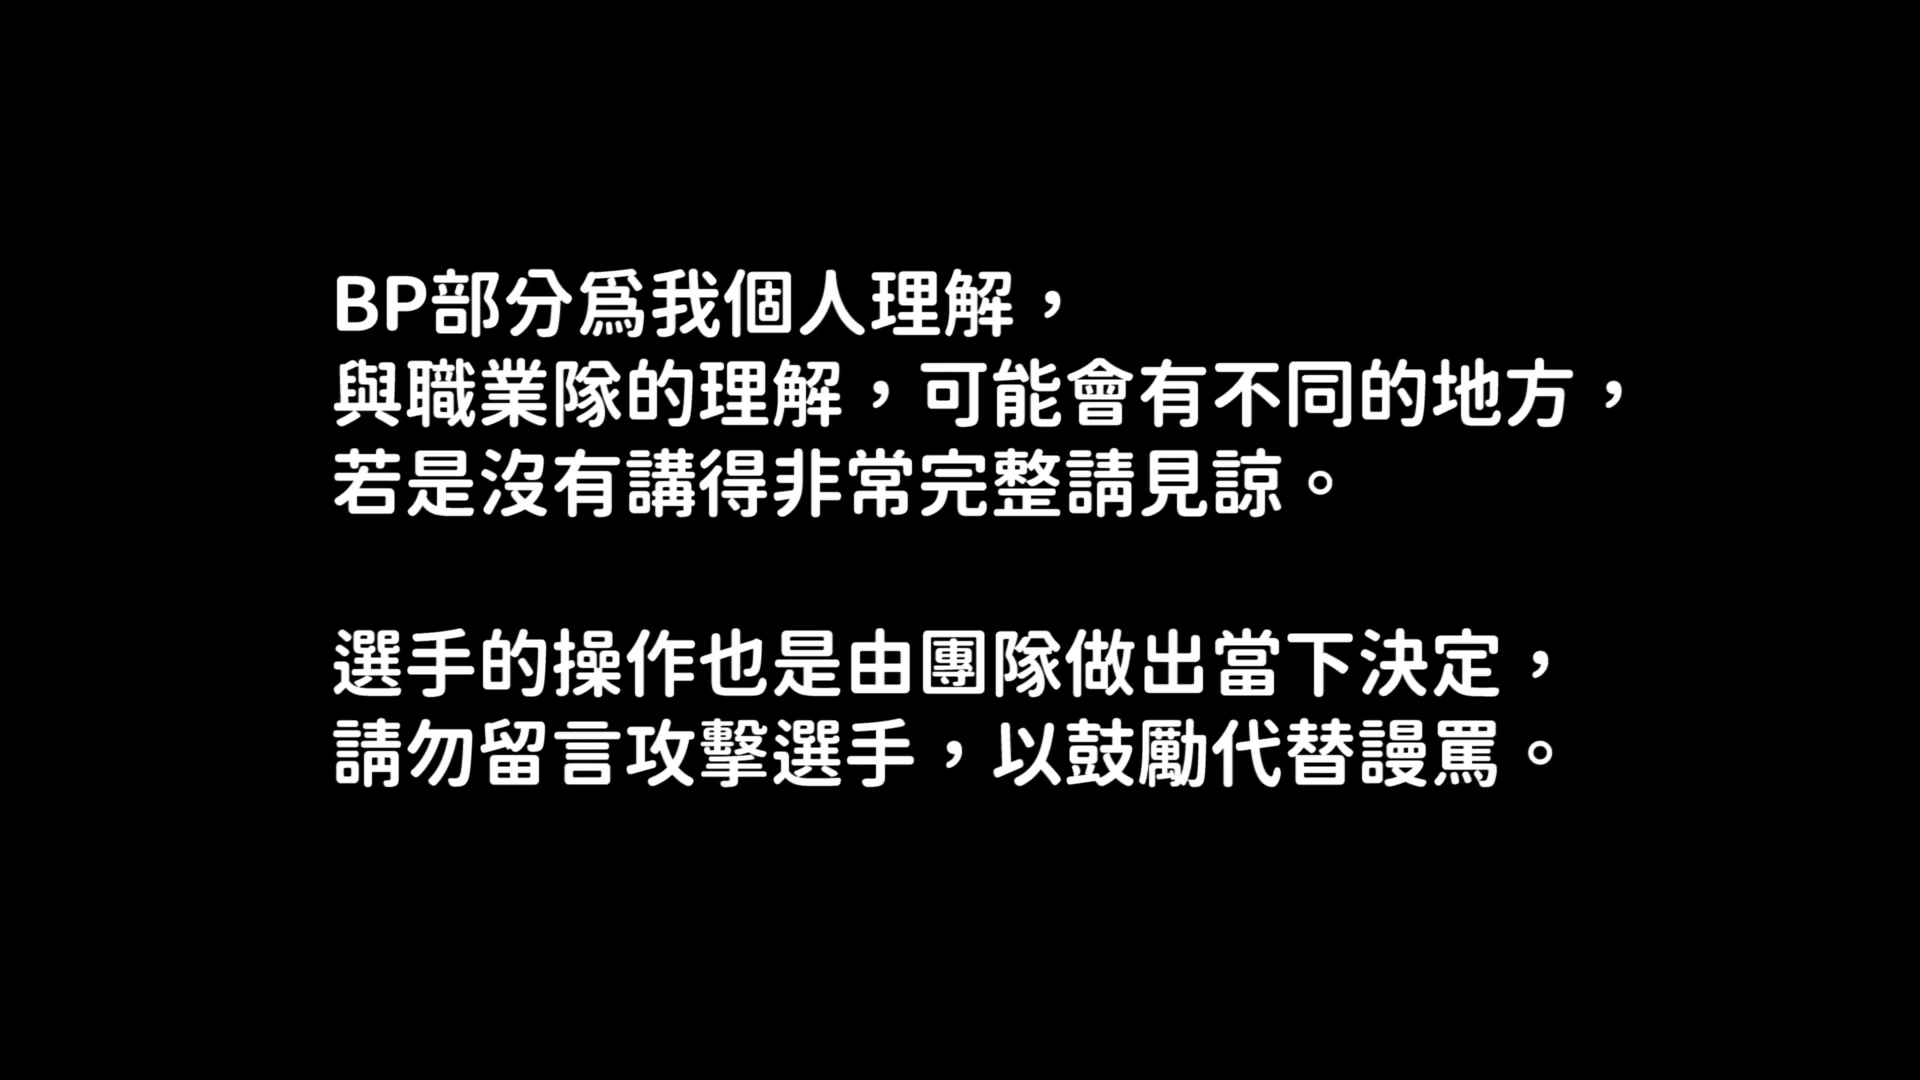 BP部分爲我個人理解，
與職業隊的理解，可能會有不同的地方，
若是沒有講得非常完整請見諒。
選手的操作也是由團隊做出當下決定，
請勿留言攻擊選手，以鼓勵代替謾罵。